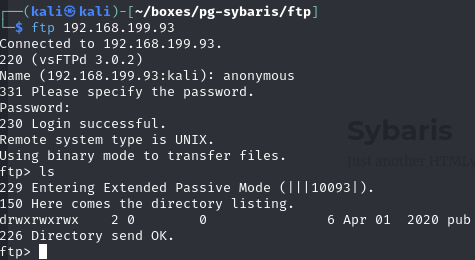 ┌──(kali㉿kali)-[~/boxes/pg-sybaris/ftp]
└─$ ftp 192.168.199.93
Connected to 192.168.199.93.
220 (vsFTPd 3.0.2)
Name (192.168.199.93:kali): anonymous
331 Please specify the password.
Password:
230 Login successful.
Remote system type is UNIX.
Using binary mode to transfer files.
ftp> ls
229 Entering Extended Passive Mode (|||10093|).
150 Here comes the directory listing.
drwxrwxrwx    2 0        0               6 Apr 01  2020 pub
226 Directory send OK.
ftp>
Sybaris
Just another HTMLy